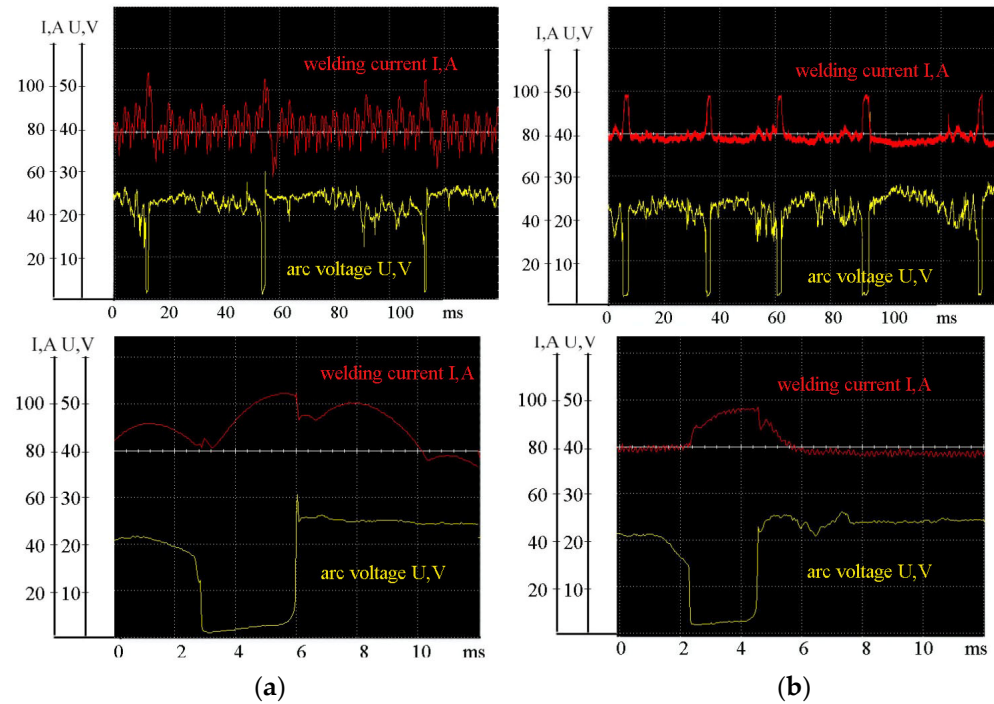 I,A U,V
welding current I,A
100 50
80 40
60 30
40 20
20 10
arc voltage U,V
0 20 40 60 80 100 ms
I,A U,V
welding current I,A
100 50
80 40
60 30
40 20
20 10
arc voltage U,V
0 20 40 60 80 100 ms
I,A U,V
welding current I,A
100 50
80 40
60 30
40 20
20 10
arc voltage U,V
0 2 4 6 8 10 ms
I,A U,V
welding current I,A
100 50
80 40
60 30
40 20
20 10
arc voltage U,V
0 2 4 6 8 10 ms
(a)
(b)